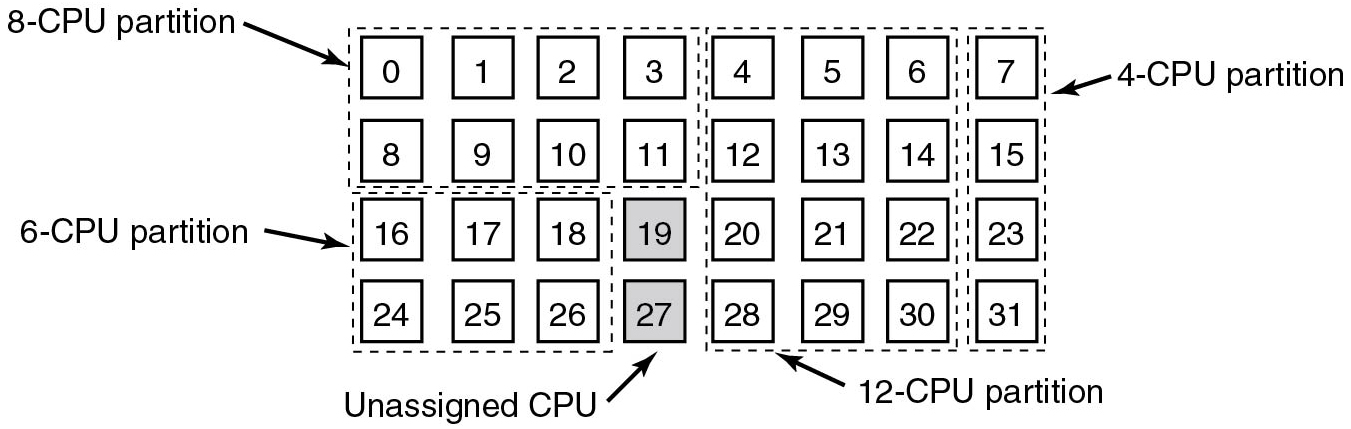 8-CPU partition
0 1 2 3 4 5 6 7
4-CPU partition
8 9 10 11 12 13 14 15
6-CPU partition
16 17 18 19 20 21 22 23
24 25 26 27 28 29 30 31
Unassigned CPU
12-CPU partition